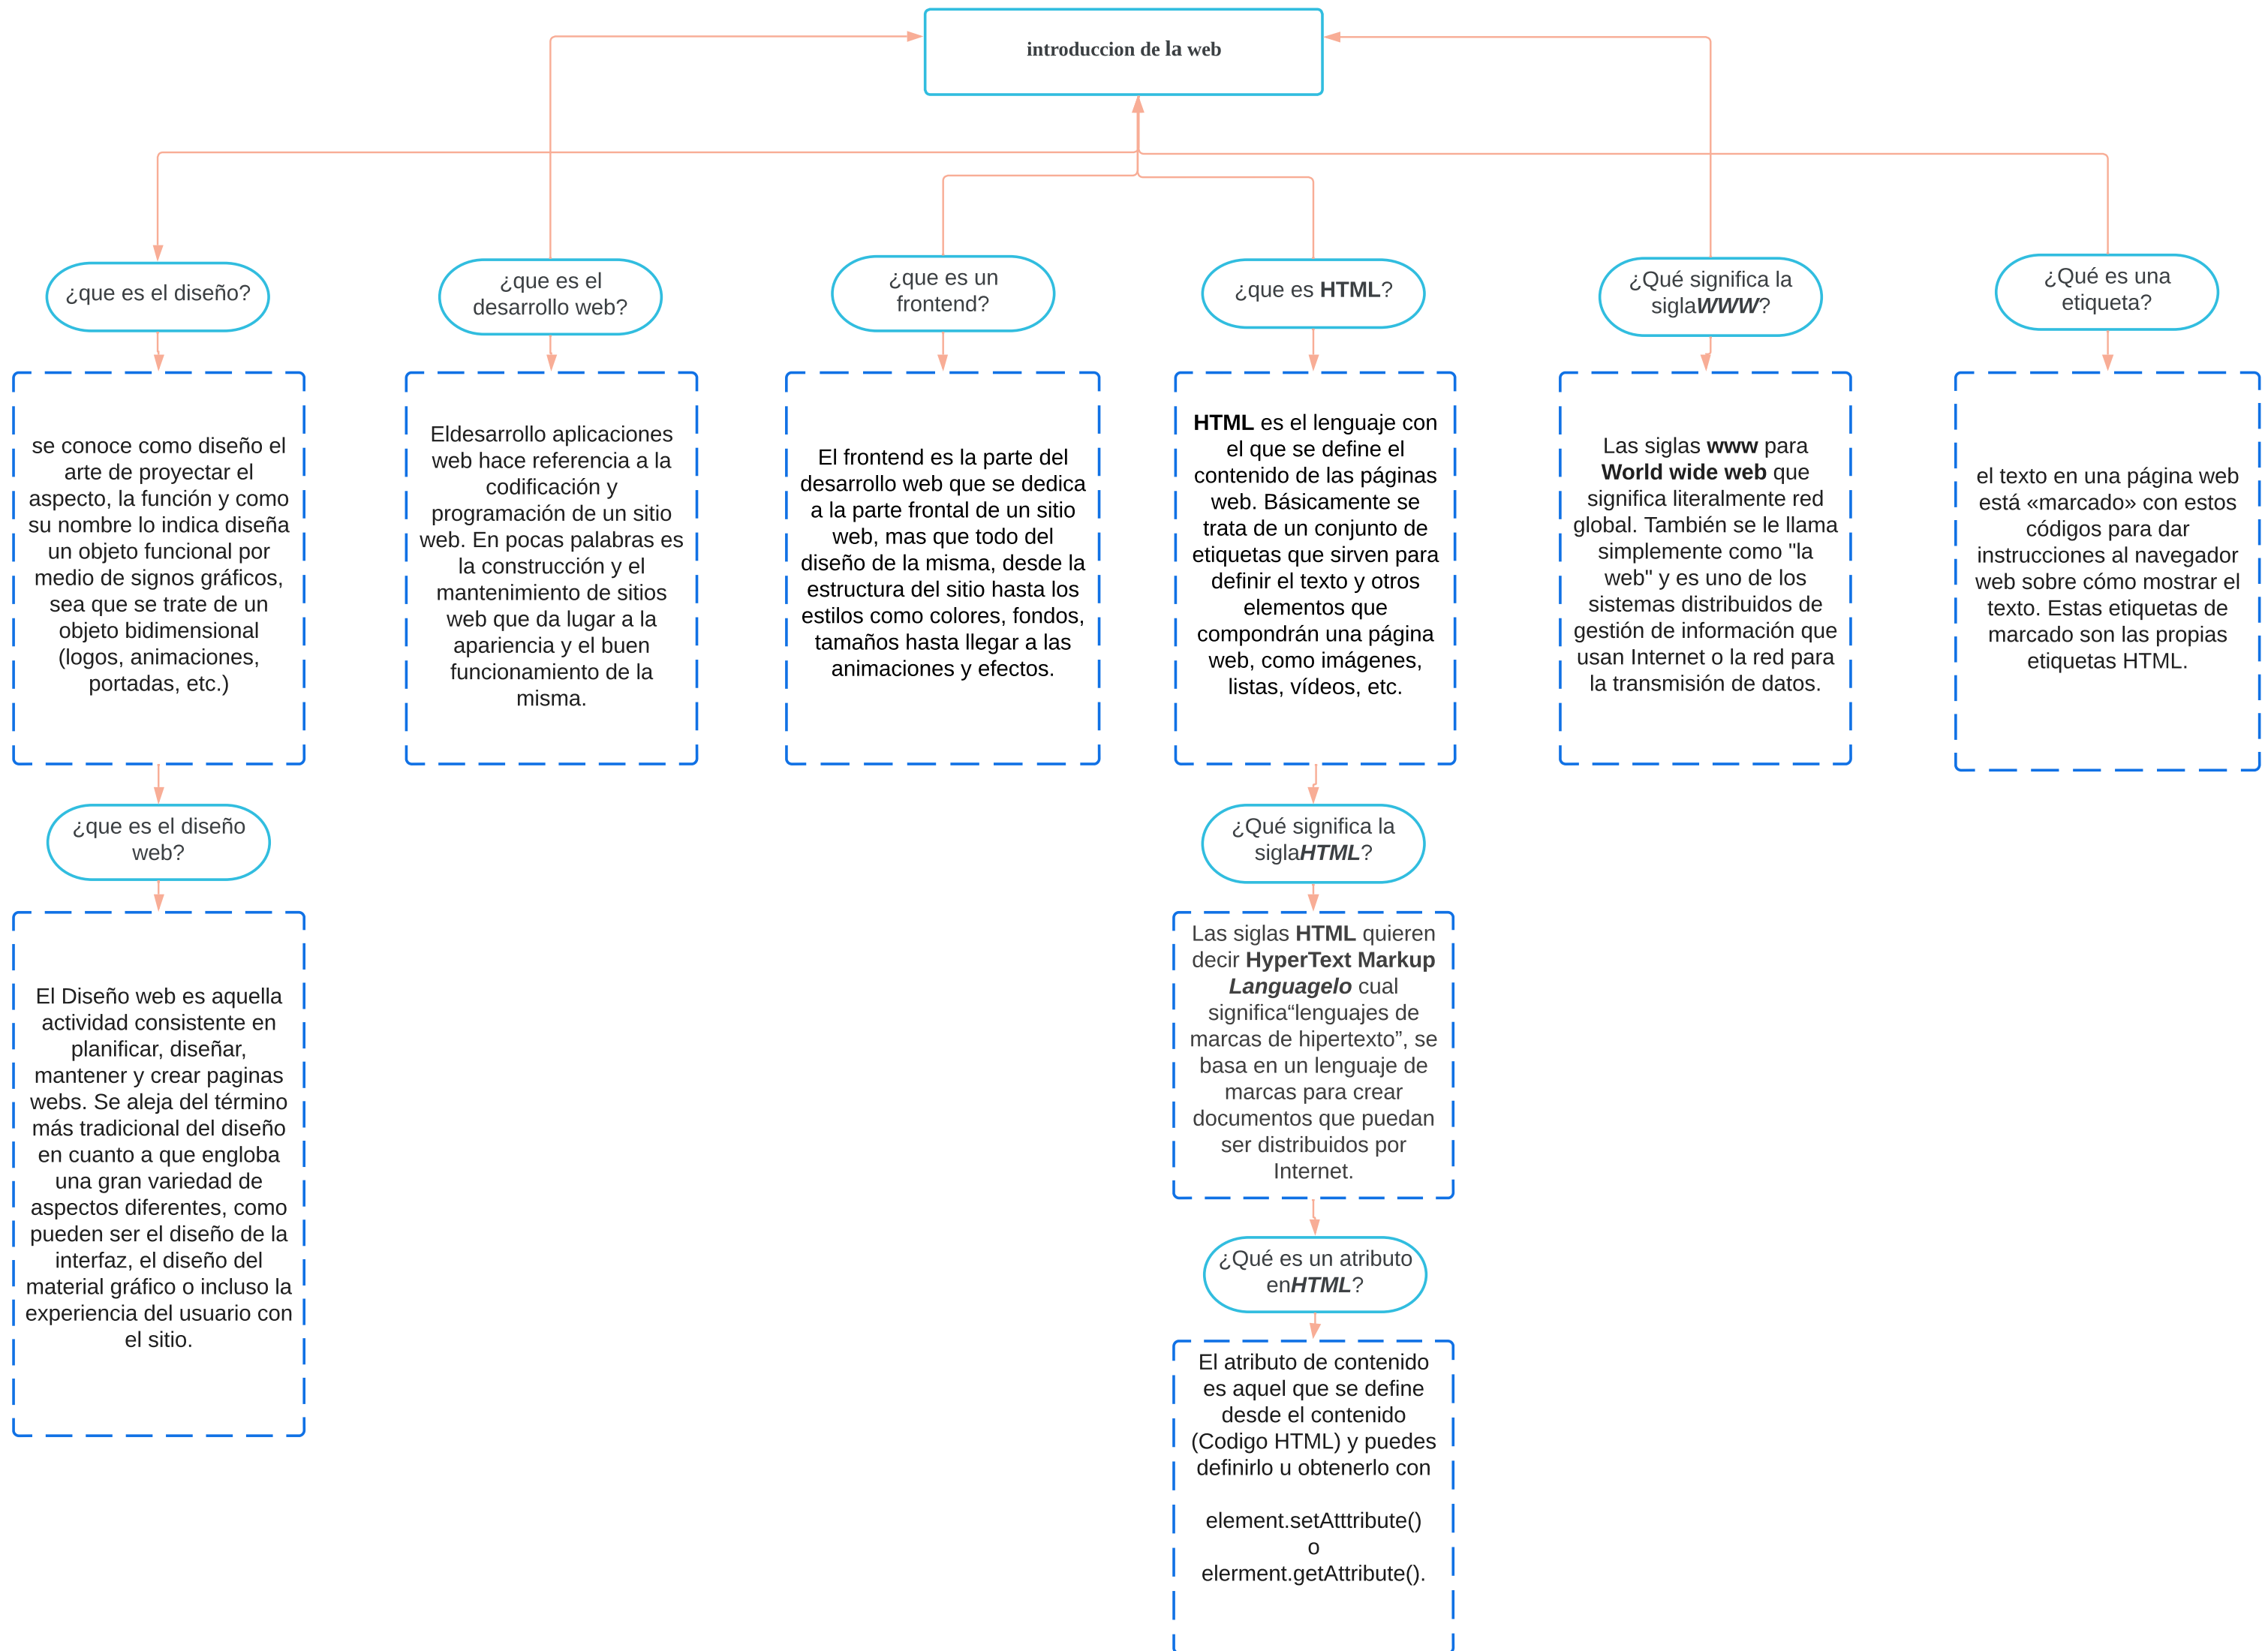 introduccion de la web
¿que es el diseño?
se conoce como diseño el
arte de proyectar el
aspecto, la función y como
su nombre lo indica diseña
un objeto funcional por
medio de signos gráficos,
sea que se trate de un
objeto bidimensional
(logos, animaciones,
portadas, etc.)
¿que es el diseño
web?
El Diseño web es aquella
actividad consistente en
planificar, diseñar,
mantener y crear paginas
webs. Se aleja del término
más tradicional del diseño
en cuanto a que engloba
una gran variedad de
aspectos diferentes, como
pueden ser el diseño de la
interfaz, el diseño del
material gráfico o incluso la
experiencia del usuario con
el sitio.
¿que es el
desarrollo web?
Eldesarrollo aplicaciones
web hace referencia a la
codificación y
programación de un sitio
web. En pocas palabras es
la construcción y el
mantenimiento de sitios
web que da lugar a la
apariencia y el buen
funcionamiento de la
misma.
¿que es un
frontend?
El frontend es la parte del
desarrollo web que se dedica
a la parte frontal de un sitio
web, mas que todo del
diseño de la misma, desde la
estructura del sitio hasta los
estilos como colores, fondos,
tamaños hasta llegar a las
animaciones y efectos.
¿que es HTML?
HTML es el lenguaje con
el que se define el
contenido de las páginas
web. Básicamente se
trata de un conjunto de
etiquetas que sirven para
definir el texto y otros
elementos que
compondrán una página
web, como imágenes,
listas, vídeos, etc.
¿Qué significa la
siglaHTML?
Las siglas HTML quieren
decir HyperText Markup
Languagelo cual
significa“lenguajes de
marcas de hipertexto”, se
basa en un lenguaje de
marcas para crear
documentos que puedan
ser distribuidos por
Internet.
¿Qué es un atributo
enHTML?
El atributo de contenido
es aquel que se define
desde el contenido
(Codigo HTML) y puedes
definirlo u obtenerlo con
element.setAtttribute()
o
elerment.getAttribute().
¿Qué significa la
siglaWWW?
Las siglas www para
World wide web que
significa literalmente red
global. También se le llama
simplemente como "la
web" y es uno de los
sistemas distribuidos de
gestión de información que
usan Internet o la red para
la transmisión de datos.
¿Qué es una
etiqueta?
el texto en una página web
está «marcado» con estos
códigos para dar
instrucciones al navegador
web sobre cómo mostrar el
texto. Estas etiquetas de
marcado son las propias
etiquetas HTML.